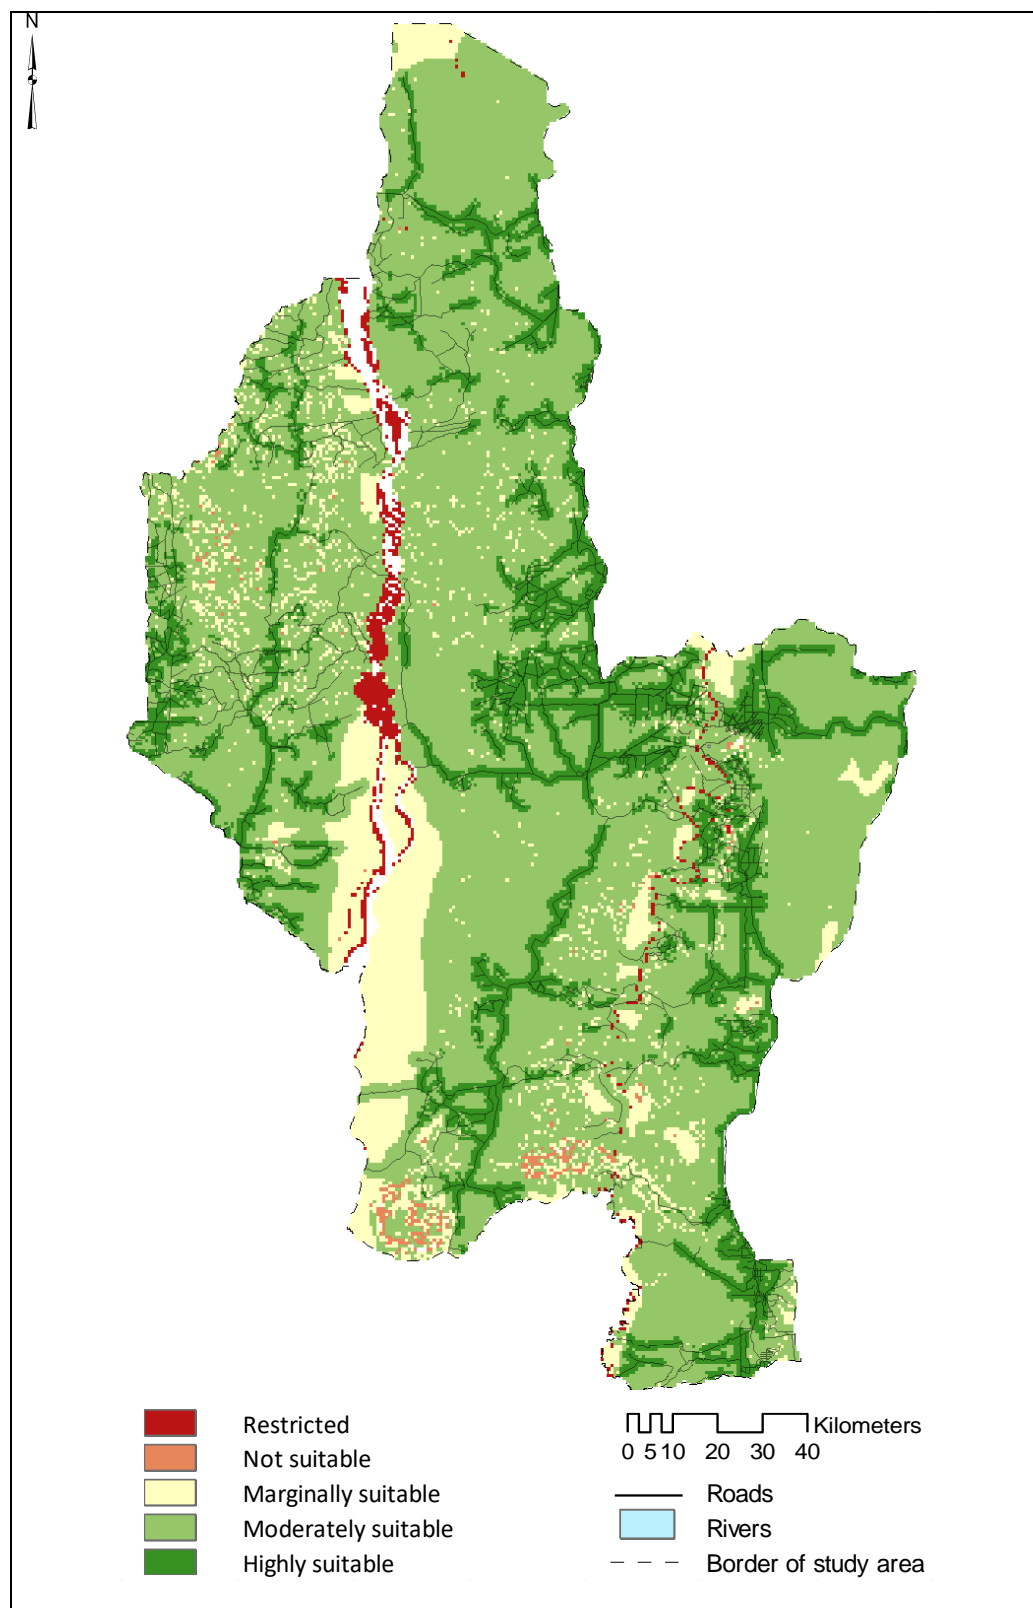 N
Restricted
Not suitable
Marginally suitable
Moderately suitable
Highly suitable
Kilometers
0 5 10 20 30 40
Roads
Rivers
Border of study area